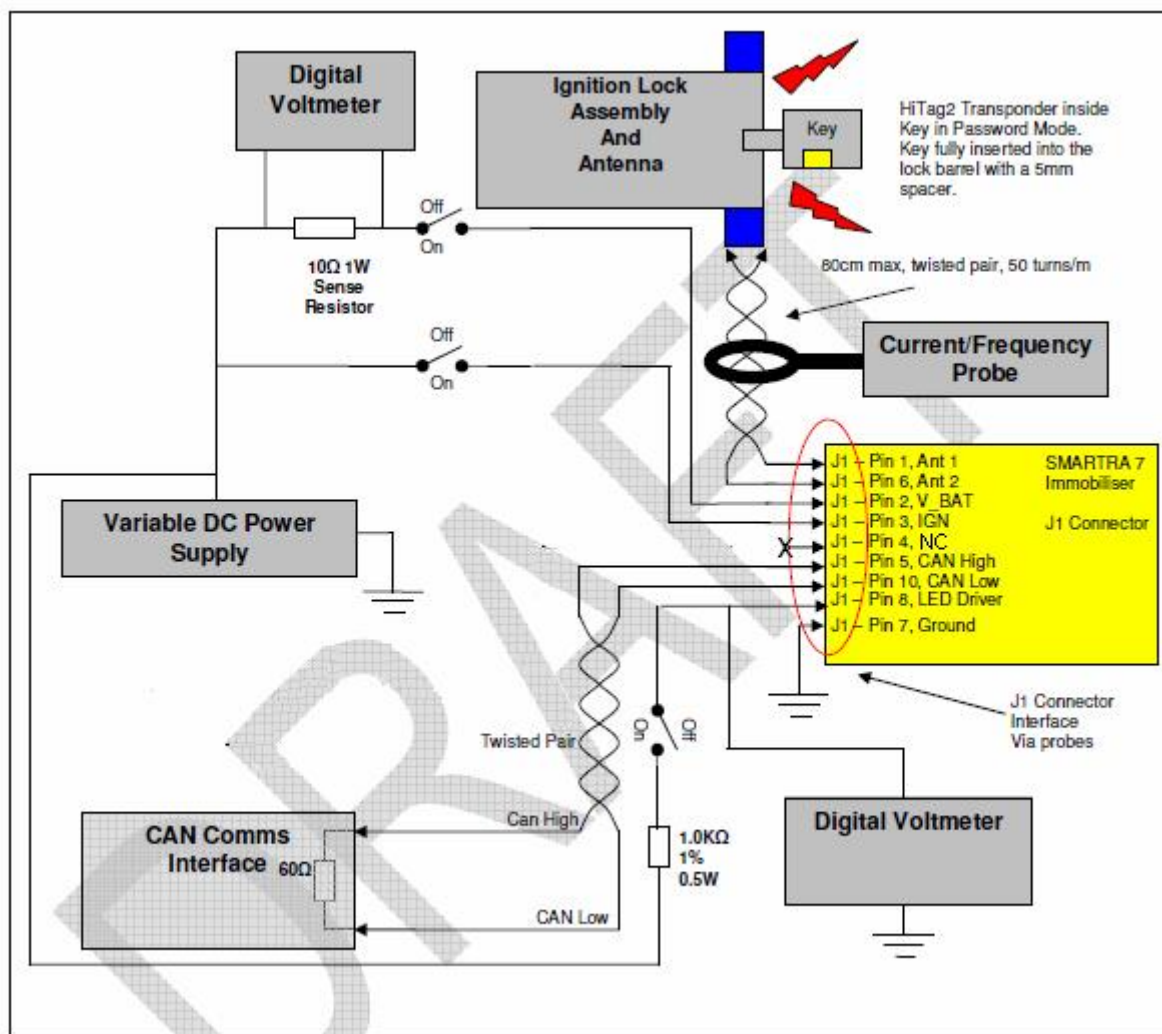 Digital
Voltmeter
Ignition Lock
Assembly
And
Antenna
Key
HiTag2 Transponder inside
Key in Password Mode.
Key fully inserted into the
lock barrel with a 5mm
spacer.
Off
On
10Ω 1W
Sense
Resistor
60cm max, twisted pair, 50 turns/m
Off
On
Current/Frequency
Probe
J1 – Pin 1, Ant 1
J1 – Pin 6, Ant 2
J1 – Pin 2, V_BAT
J1 – Pin 3, IGN
J1 – Pin 4, NC
J1 – Pin 5, CAN High
J1 – Pin 10, CAN Low
J1 – Pin 8, LED Driver
J1 – Pin 7, Ground
SMARTRA 7
Immobiliser
J1 Connector
Variable DC Power
Supply
X
J1 Connector
Interface
Via probes
On
Off
Twisted Pair
Can High
CAN Comms
Interface
60Ω
1.0KΩ
1%
0.5W
CAN Low
Digital Voltmeter
DRAFT